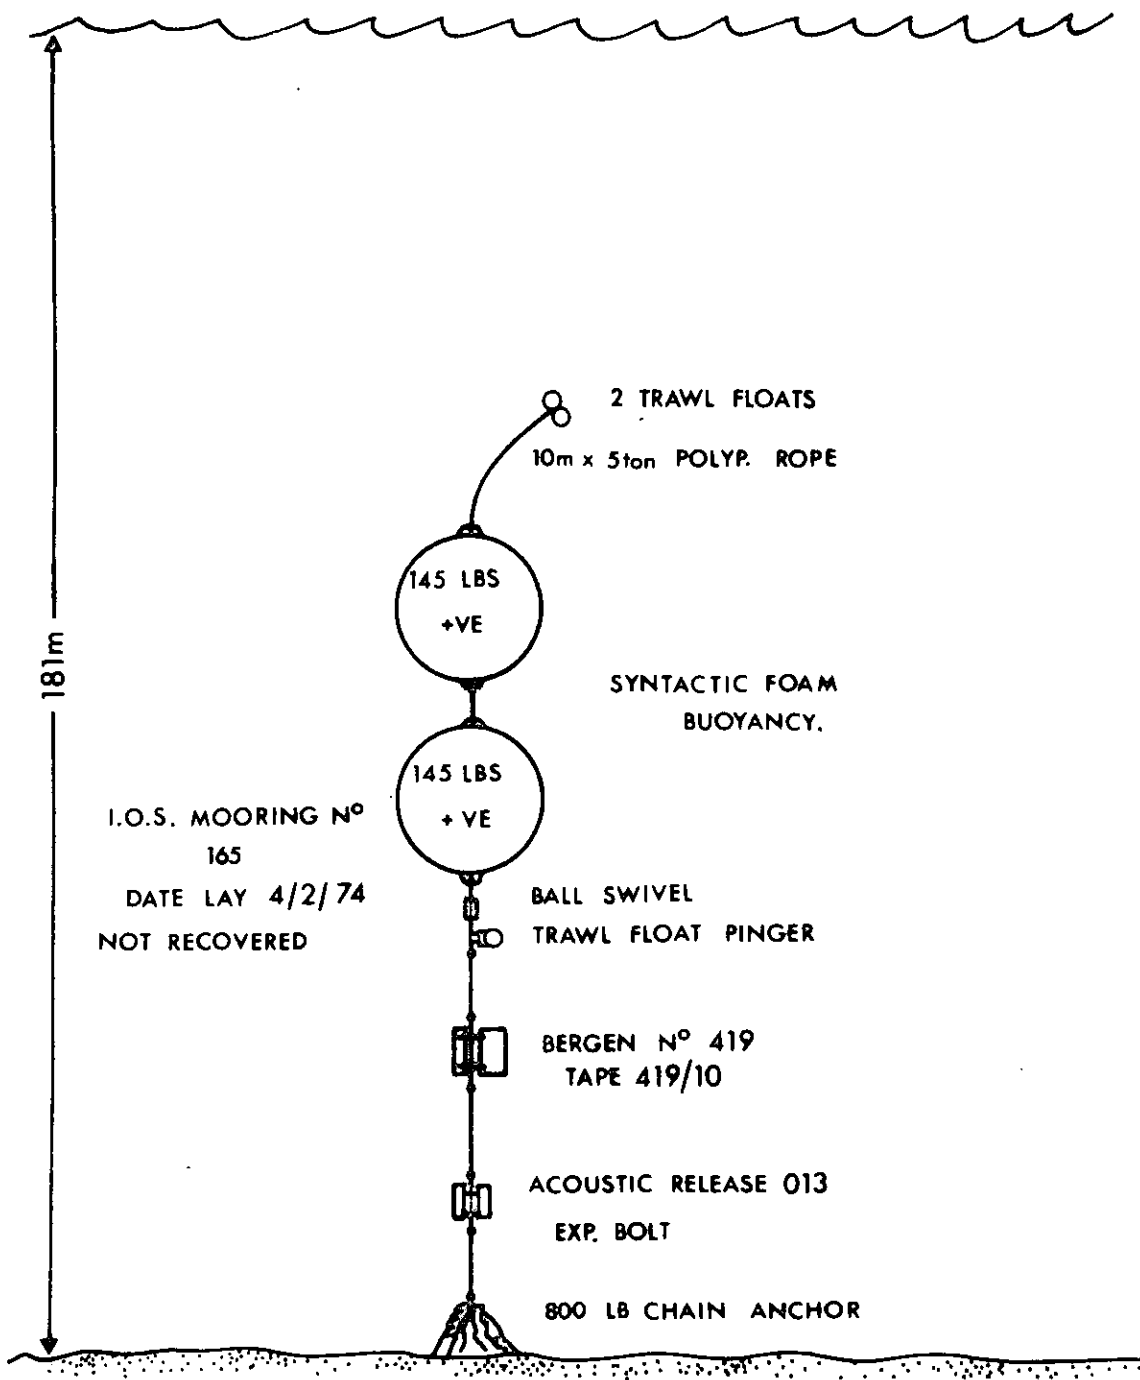 2 TRAWL FLOATS
10m x 5ton POLYP. ROPE
145 LBS
+VE
181m
SYNTACTIC FOAM
BUOYANCY.
145 LBS
+ VE
I.O.S. MOORING Nº
165
DATE LAY 4/2/74
NOT RECOVERED
BALL SWIVEL
TRAWL FLOAT PINGER
BERGEN Nº 419
TAPE 419/10
ACOUSTIC RELEASE 013
EXP. BOLT
800 LB CHAIN ANCHOR